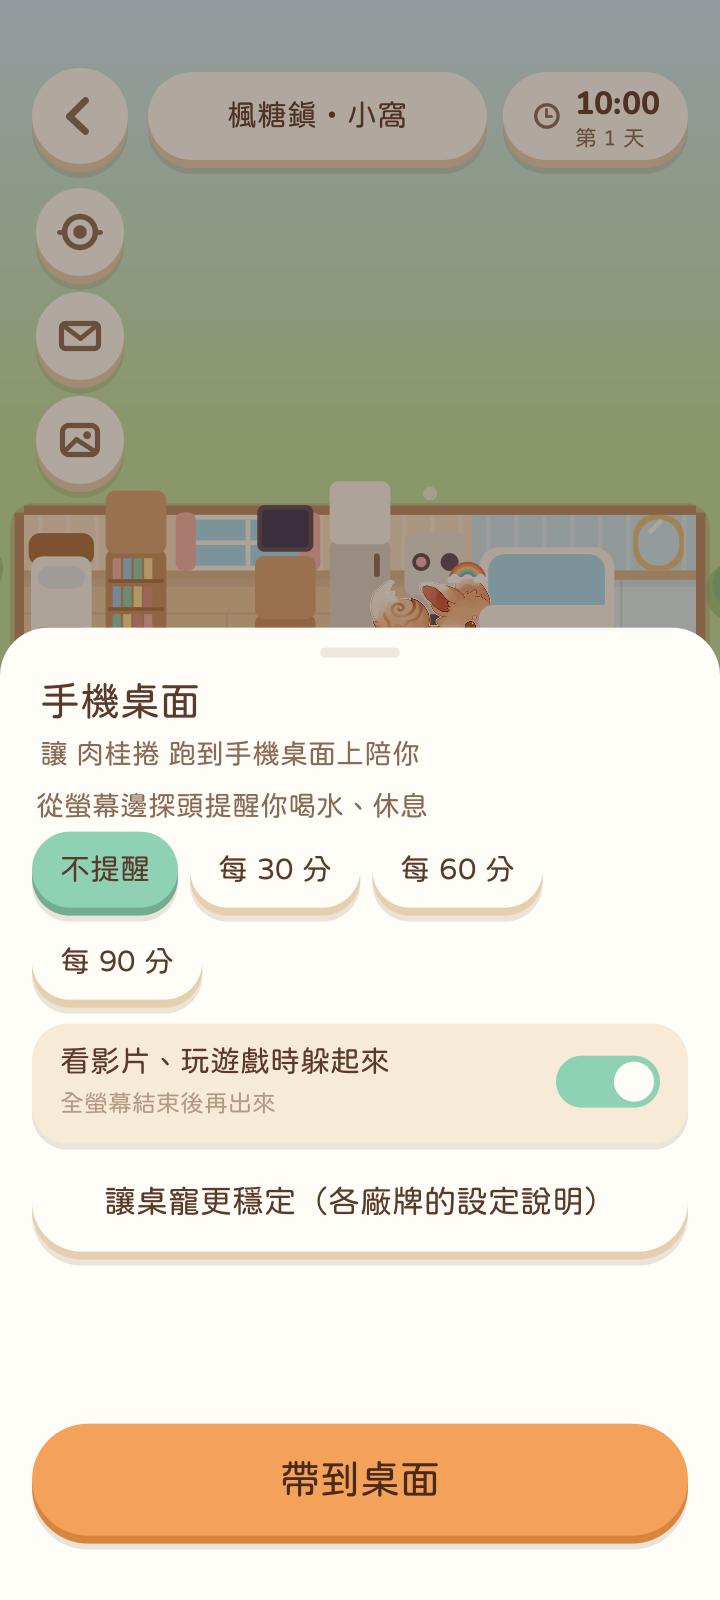 楓糖鎮・小窩
10:00
第 1 天
手機桌面
讓 肉桂捲 跑到手機桌面上陪你
從螢幕邊探頭提醒你喝水、休息
不提醒
每 30 分
每 60 分
每 90 分
看影片、玩遊戲時躲起來
全螢幕結束後再出來
讓桌寵更穩定（各廠牌的設定說明）
帶到桌面